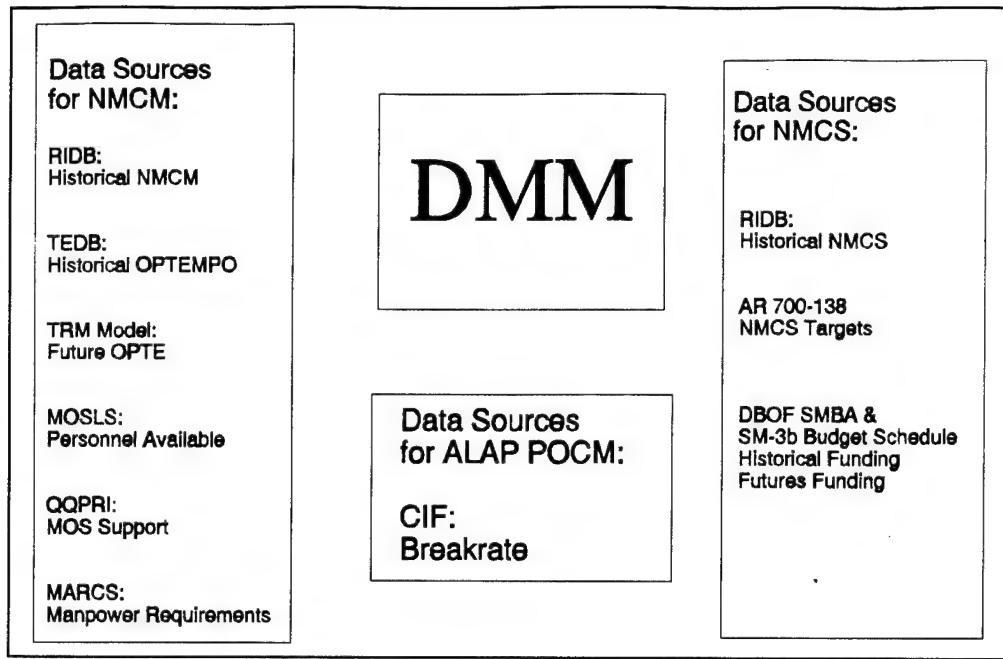 Data Sources
for NMCM:
RIDB:
Historical NMCM
TEDB:
Historical OPTEMPO
TRM Model:
Future OPTE
MOSLS:
Personnel Available
QQPRI:
MOS Support
MARCS:
Manpower Requirements
DMM
Data Sources
for ALAP POCM:
CIF:
Breakrate
Data Sources
for NMCS:
RIDB:
Historical NMCS
AR 700-138
NMCS Targets
DBOF SMBA &
SM-3b Budget Schedule
Historical Funding
Futures Funding